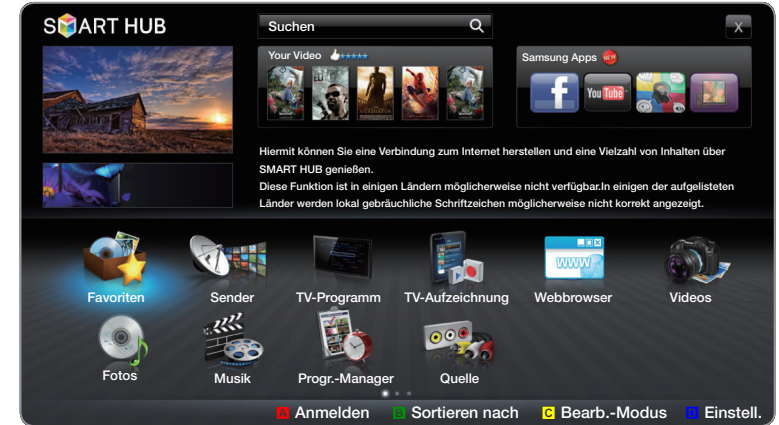 SMART HUB
Suchen
X
Your Video
Samsung Apps NEW
You Tube
Hiermit können Sie eine Verbindung zum Internet herstellen und eine Vielzahl von Inhalten über
SMART HUB genießen.
Diese Funktion ist in einigen Ländern möglicherweise nicht verfügbar.In einigen der aufgelisteten
Länder werden lokal gebräuchliche Schriftzeichen möglicherweise nicht korrekt angezeigt.
WWW
Favoriten Sender TV-Programm TV-Aufzeichnung Webbrowser Videos
Fotos Musik Progr.-Manager Quelle
A Anmelden B Sortieren nach C Bearb.-Modus D Einstell.